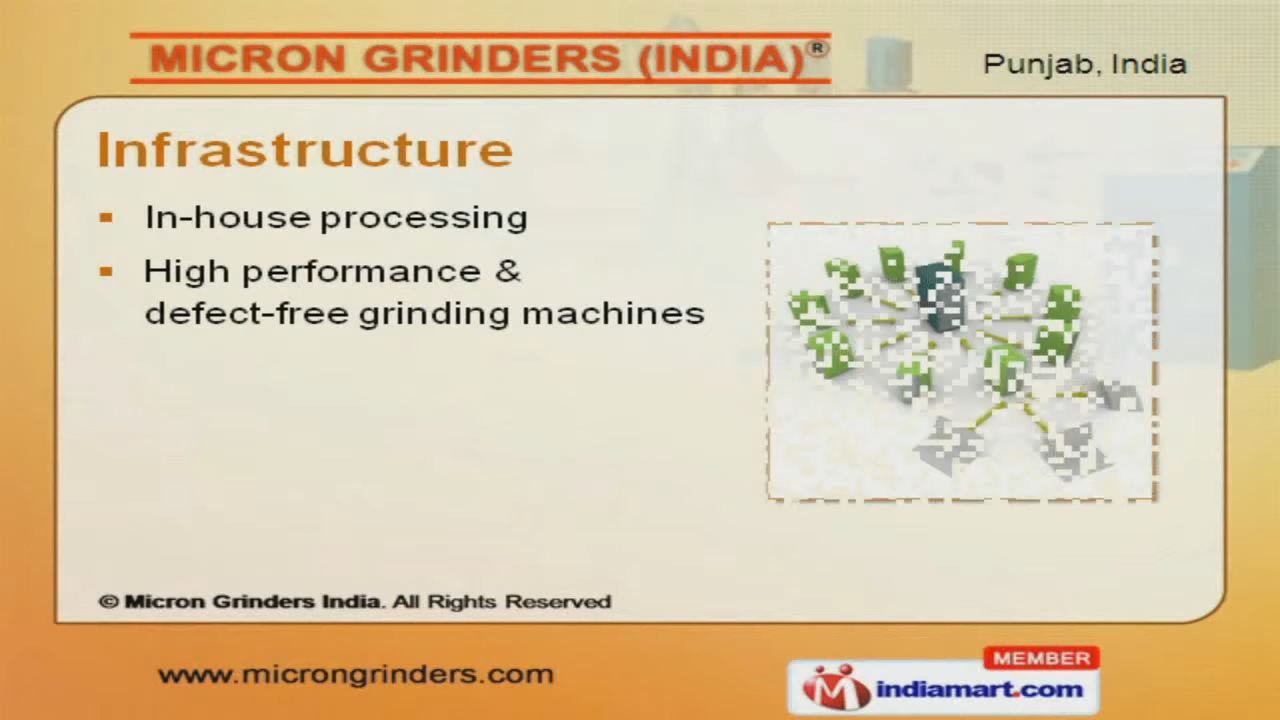 MICRON GRINDERS (INDIA)®
Punjab, India
Infrastructure
▪ In-house processing
▪ High performance &
defect-free grinding machines
© Micron Grinders India. All Rights Reserved
www.microngrinders.com
MEMBER
indiamart.com